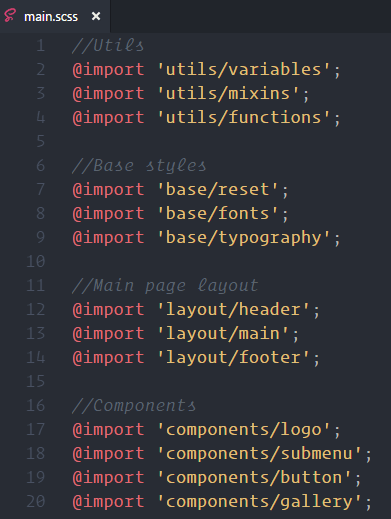 main.scss ×
1 //Utils
2 @import 'utils/variables';
3 @import 'utils/mixins';
4 @import 'utils/functions';
5
6 //Base styles
7 @import 'base/reset';
8 @import 'base/fonts';
9 @import 'base/typography';
10
11 //Main page layout
12 @import 'layout/header';
13 @import 'layout/main';
14 @import 'layout/footer';
15
16 //Components
17 @import 'components/logo';
18 @import 'components/submenu';
19 @import 'components/button';
20 @import 'components/gallery';